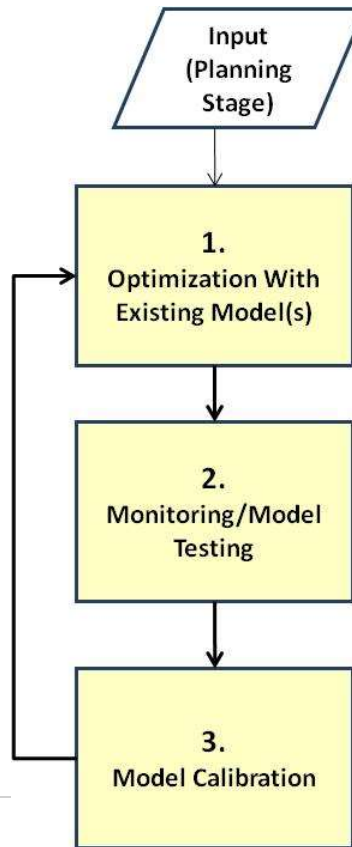 Input
(Planning
Stage)
1.
Optimization With
Existing Model(s)
2.
Monitoring/Model
Testing
3.
Model Calibration